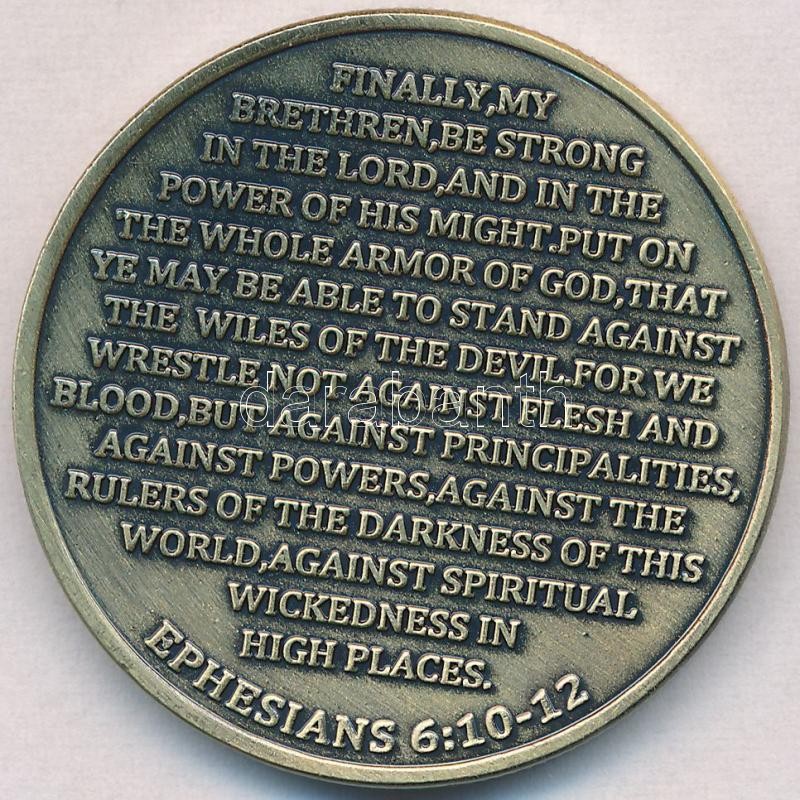 FINALLY,MY
BRETHREN,BE STRONG
IN THE LORD,AND IN THE
POWER OF HIS MIGHT.PUT ON
THE WHOLE ARMOR OF GOD,THAT
YE MAY BE ABLE TO STAND AGAINST
THE WILES OF THE DEVIL.FOR WE
WRESTLE NOT AGAINST FLESH AND
darabanth
BLOOD,BUT AGAINST PRINCIPALITIES,
AGAINST POWERS,AGAINST THE
RULERS OF THE DARKNESS OF THIS
WORLD,AGAINST SPIRITUAL
WICKEDNESS IN
HIGH PLACES.
EPHESIANS 6:10-12